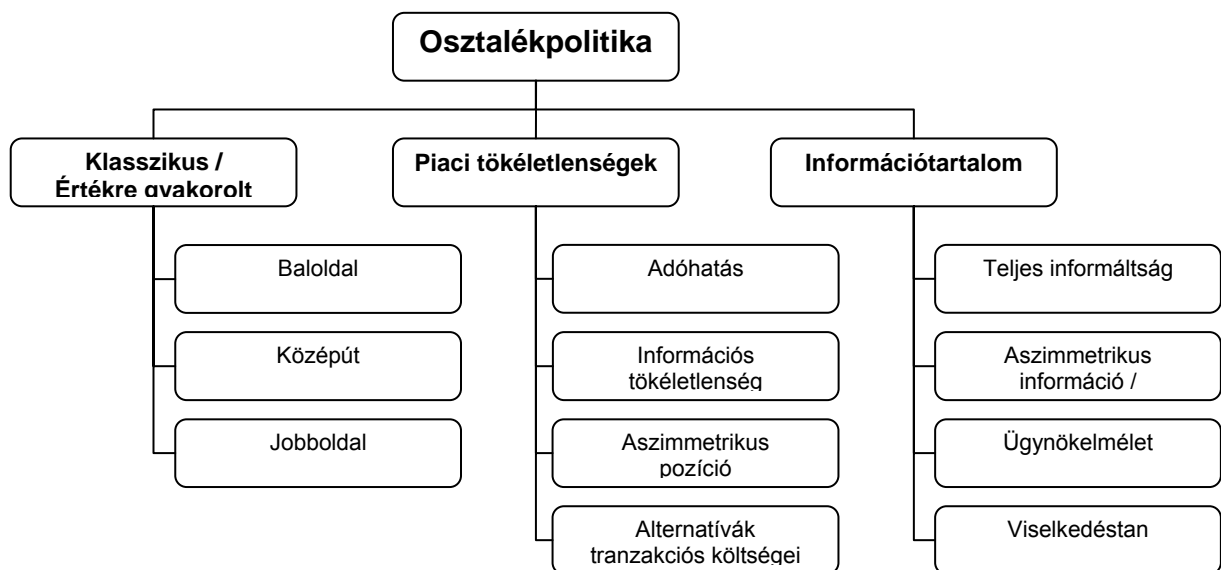 Osztalékpolitika
Klasszikus /
Értékre gyakorolt
Baloldal
Középút
Jobboldal
Piaci tökéletlenségek
Adóhatás
Információs
tökéletlenség
Aszimmetrikus
pozíció
Alternatívák
tranzakciós költségei
Információtartalom
Teljes informáltság
Aszimmetrikus
információ /
Ügynökelmélet
Viselkedéstan